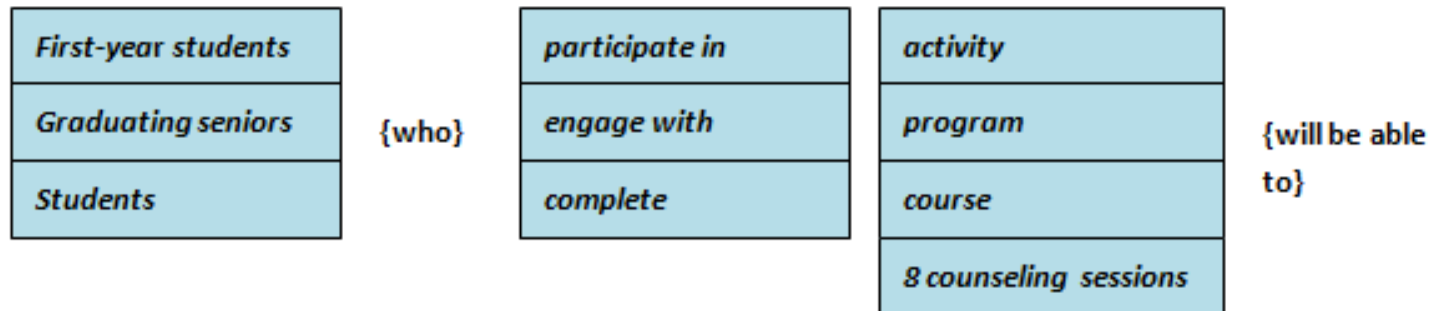 First-year students
Graduating seniors
Students
{who}
participate in
engage with
complete
activity
program
course
8 counseling sessions
{will be able
to}